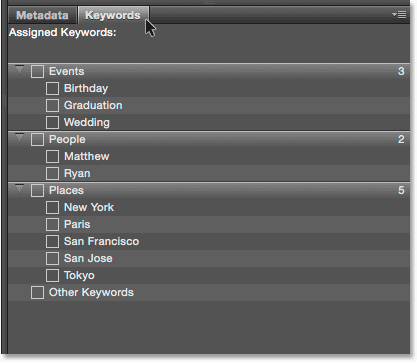 Metadata Keywords
Assigned Keywords:
Events 3
Birthday
Graduation
Wedding
People 2
Matthew
Ryan
Places 5
New York
Paris
San Francisco
San Jose
Tokyo
Other Keywords